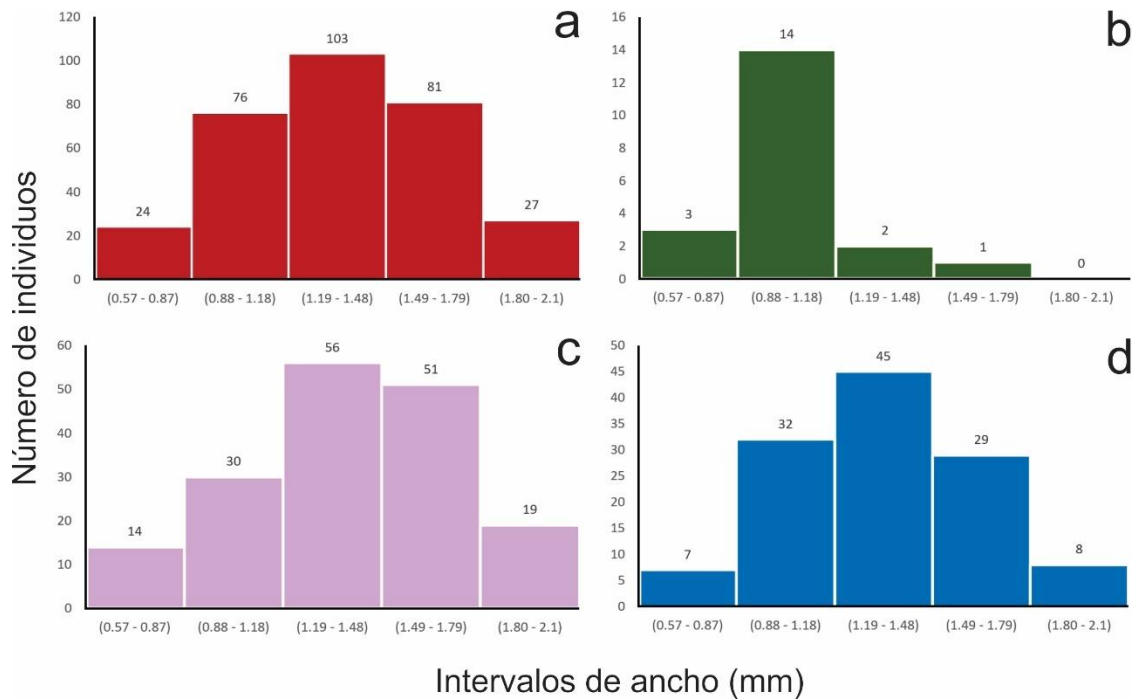 Número de individuos
a
120
100
80
60
40
20
0
24
76
103
81
27
(0.57 - 0.87)
(0.88 - 1.18)
(1.19 - 1.48)
(1.49 - 1.79)
(1.80 - 2.1)
b
16
14
12
10
8
6
4
2
0
3
14
2
1
0
(0.57 - 0.87)
(0.88 - 1.18)
(1.19 - 1.48)
(1.49 - 1.79)
(1.80 - 2.1)
c
60
50
40
30
20
10
0
14
30
56
51
19
(0.57 - 0.87)
(0.88 - 1.18)
(1.19 - 1.48)
(1.49 - 1.79)
(1.80 - 2.1)
d
50
45
40
35
30
25
20
15
10
5
0
7
32
45
29
8
(0.57 - 0.87)
(0.88 - 1.18)
(1.19 - 1.48)
(1.49 - 1.79)
(1.80 - 2.1)
Intervalos de ancho (mm)